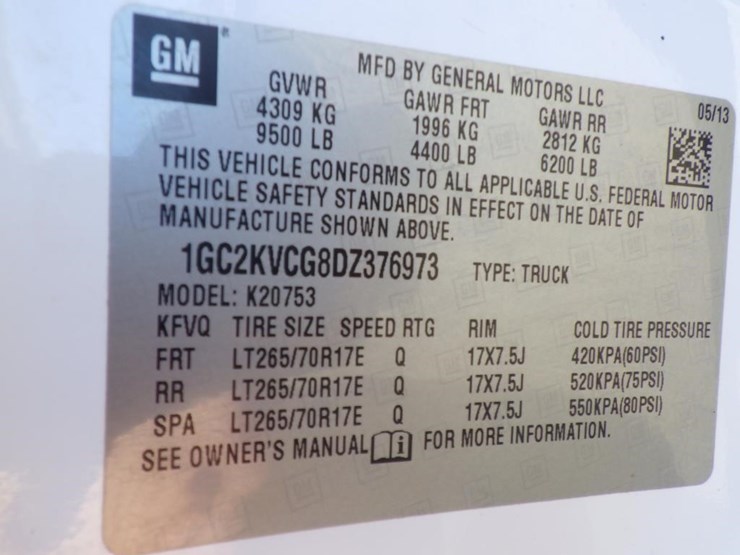 GM
MFD BY GENERAL MOTORS LLC 05/13
GVWR GAWR FRT GAWR RR
4309 KG 1996 KG 2812 KG
9500 LB 4400 LB 6200 LB
THIS VEHICLE CONFORMS TO ALL APPLICABLE U.S. FEDERAL MOTOR
VEHICLE SAFETY STANDARDS IN EFFECT ON THE DATE OF
MANUFACTURE SHOWN ABOVE.
1GC2KVCG8DZ376973 TYPE: TRUCK
MODEL: K20753
KFVQ TIRE SIZE SPEED RTG RIM COLD TIRE PRESSURE
FRT LT265/70R17E Q 17X7.5J 420KPA(60PSI)
RR LT265/70R17E Q 17X7.5J 520KPA(75PSI)
SPA LT265/70R17E Q 17X7.5J 550KPA(80PSI)
SEE OWNER'S MANUAL i FOR MORE INFORMATION.